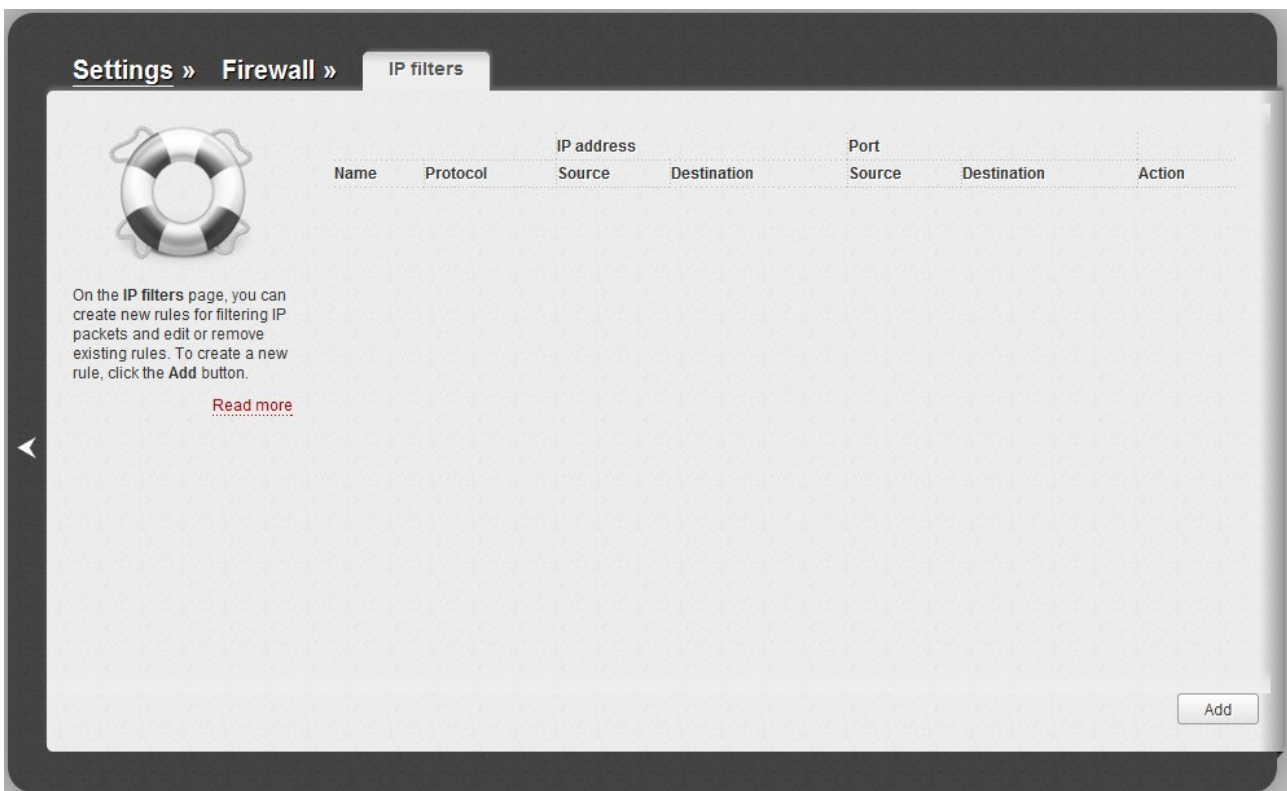 Settings » Firewall » IP filters
IP address Port
Name Protocol Source Destination Source Destination Action
On the IP filters page, you can
create new rules for filtering IP
packets and edit or remove
existing rules. To create a new
rule, click the Add button.
Read more
Add